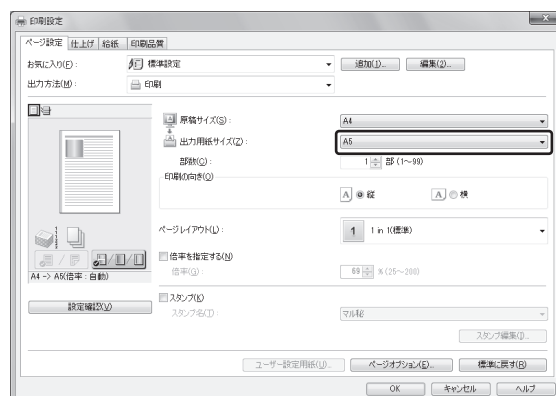 印刷設定
ページ設定 仕上げ 給紙 印刷品質
お気に入り(F): 標準設定 追加(1)... 編集(2)...
出力方法(M): 印刷
原稿サイズ(S): A4
出力用紙サイズ(Z): A5
部数(C): 1 部 (1～99)
印刷の向き(O)
A 縦 A 横
ページレイアウト(L): 1 1 in 1(標準)
倍率を指定する(N)
倍率(G): 69 % (25～200)
A4 -> A5(倍率：自動)
設定確認(V)
スタンプ(K)
スタンプ名(T): マル秘
スタンプ編集(I)...
ユーザー設定用紙(U)... ページオプション(E)... 標準に戻す(R)
OK キャンセル ヘルプ